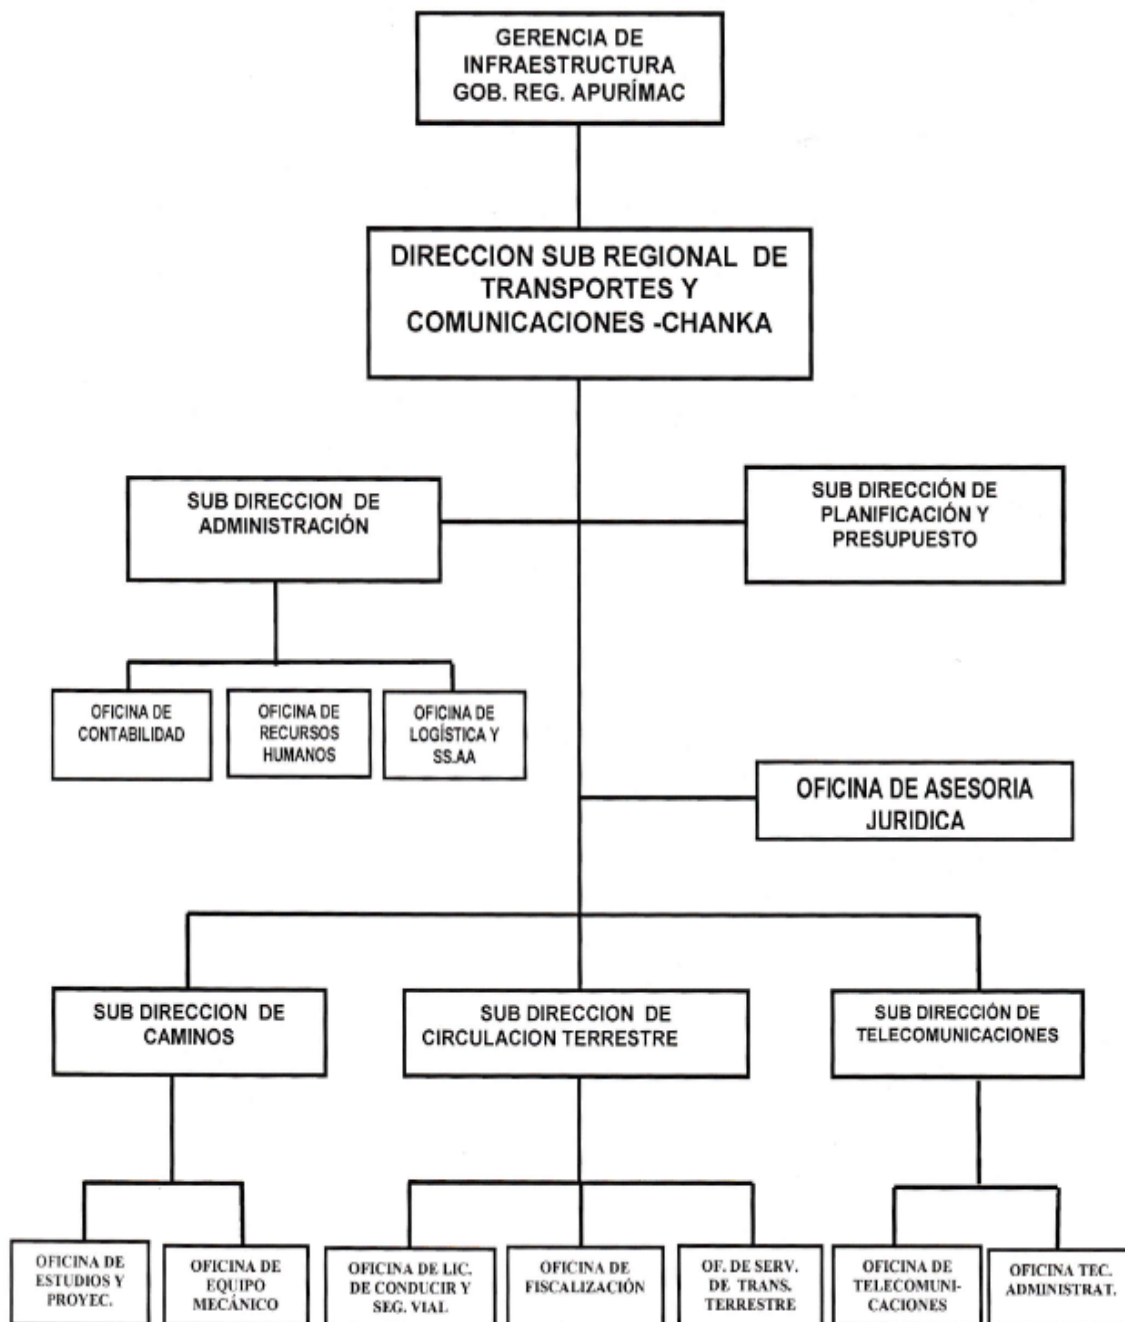 GERENCIA DE
INFRAESTRUCTURA
GOB. REG. APURÍMAC
DIRECCION SUB REGIONAL DE
TRANSPORTES Y
COMUNICACIONES -CHANKA
SUB DIRECCION DE
ADMINISTRACIÓN
SUB DIRECCIÓN DE
PLANIFICACIÓN Y
PRESUPUESTO
OFICINA DE
CONTABILIDAD
OFICINA DE
RECURSOS
HUMANOS
OFICINA DE
LOGÍSTICA Y
SS.AA
OFICINA DE ASESORIA
JURIDICA
SUB DIRECCION DE
CAMINOS
SUB DIRECCION DE
CIRCULACION TERRESTRE
SUB DIRECCIÓN DE
TELECOMUNICACIONES
OFICINA DE
ESTUDIOS Y
PROYEC.
OFICINA DE
EQUIPO
MECÁNICO
OFICINA DE LIC.
DE CONDUCIR Y
SEG. VIAL
OFICINA DE
FISCALIZACIÓN
OF. DE SERV.
DE TRANS.
TERRESTRE
OFICINA DE
TELECOMUNI-
CACIONES
OFICINA TEC.
ADMINISTRAT.